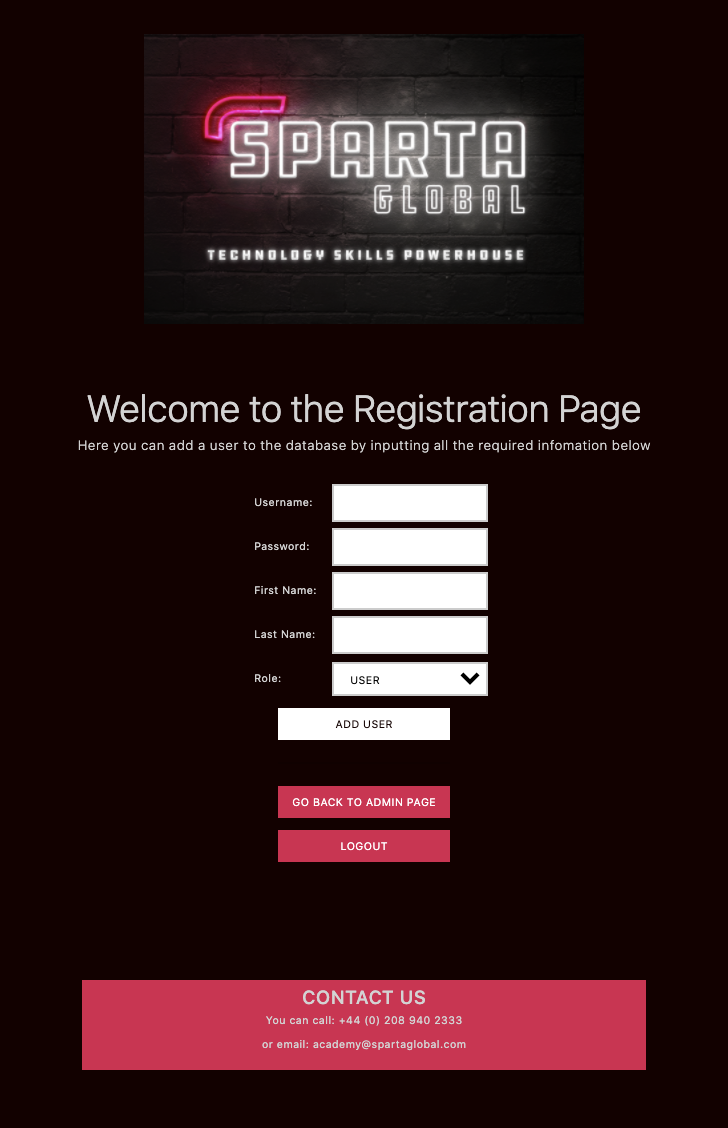 SPARTA
GLOBAL
TECHNOLOGY SKILLS POWERHOUSE
Welcome to the Registration Page
Here you can add a user to the database by inputting all the required infomation below
Username:
Password:
First Name:
Last Name:
Role: USER
ADD USER
GO BACK TO ADMIN PAGE
LOGOUT
CONTACT US
You can call: +44 (0) 208 940 2333
or email: academy@spartaglobal.com